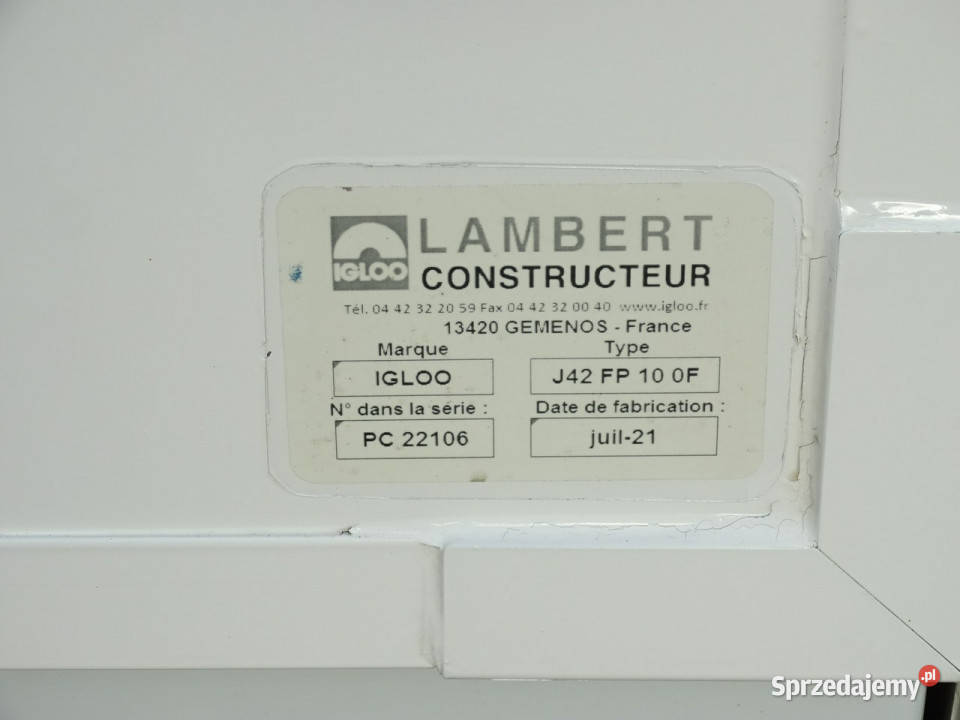 IGLOO
LAMBERT
CONSTRUCTEUR
Tél. 04 42 32 20 59 Fax 04 42 32 00 40 www.igloo.fr
13420 GEMENOS - France
Marque Type
IGLOO J42 FP 10 0F
N° dans la série : Date de fabrication :
PC 22106 juil-21
Sprzedajemy.pl